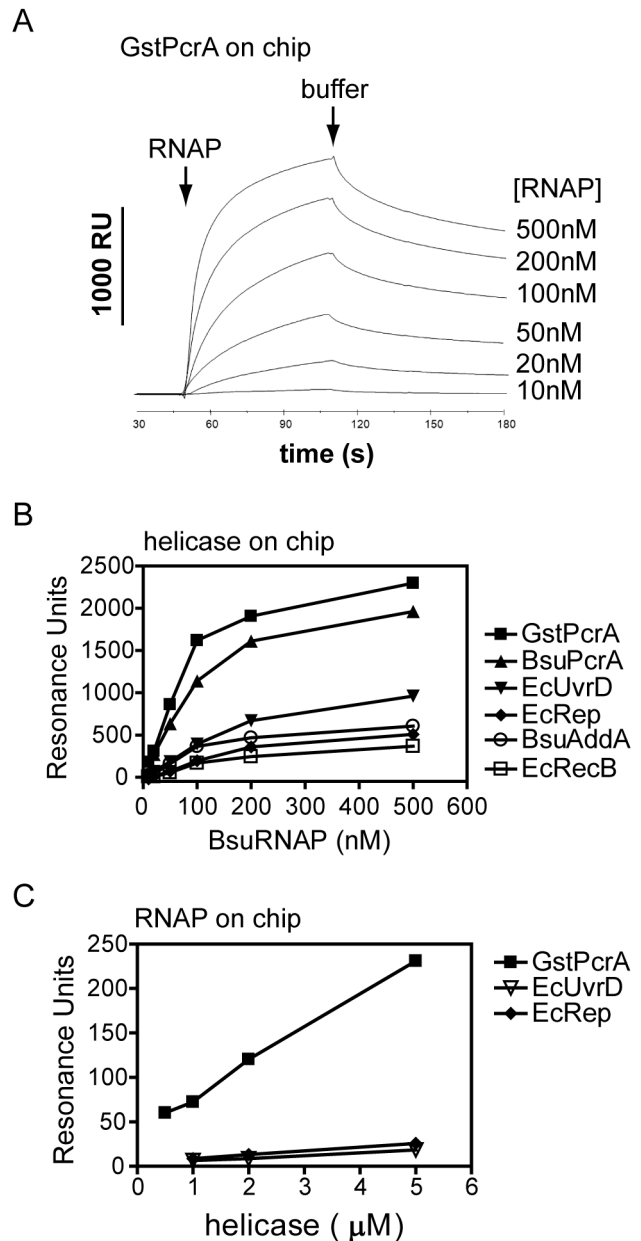 A
GstPcrA on chip
buffer
RNAP
[RNAP]
1000 RU
500nM
200nM
100nM
50nM
20nM
10nM
30 60 90 120 150 180
time (s)
B
helicase on chip
2500
2000
1500
1000
500
0
Resonance Units
0 100 200 300 400 500 600
BsuRNAP (nM)
GstPcrA
BsuPcrA
EcUvrD
EcRep
BsuAddA
EcRecB
C
RNAP on chip
250
200
150
100
50
0
Resonance Units
0 1 2 3 4 5 6
helicase ( μM)
GstPcrA
EcUvrD
EcRep